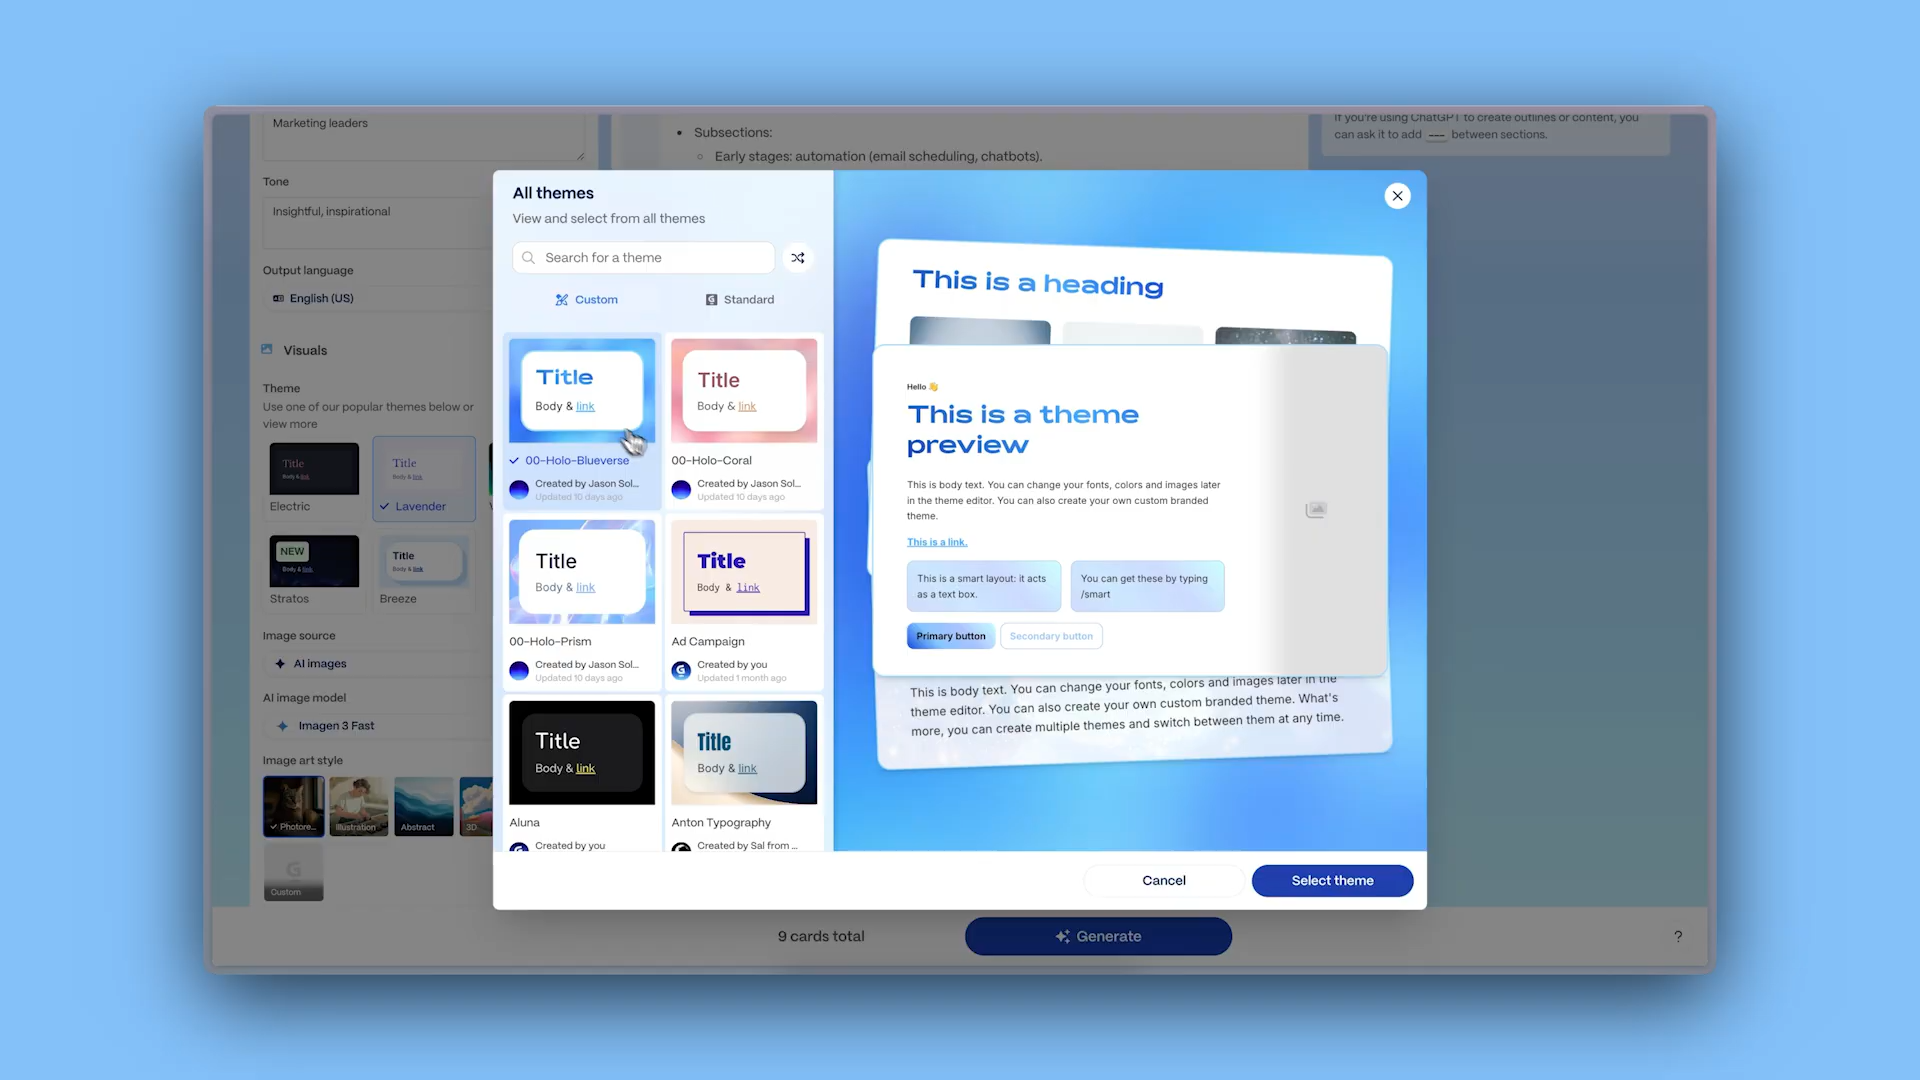 Marketing leaders
Tone
Insightful, inspirational
Output language
English (US)
Visuals
Theme
Use one of our popular themes below or
view more
Title
Body & link
Electric
Title
Body & link
Lavender
NEW
Body & link
Stratos
Title
Body & link
Breeze
Image source
AI images
AI image model
Imagen 3 Fast
Image art style
Photore...
Illustration
Abstract
3D
Custom
Subsections:
Early stages: automation (email scheduling, chatbots).
If you're using ChatGPT to create outlines or content, you
can ask it to add --- between sections.
All themes
View and select from all themes
Search for a theme
Custom
Standard
Title
Body & link
00-Holo-Blueverse
Created by Jason Sol...
Updated 10 days ago
Title
Body & link
00-Holo-Coral
Created by Jason Sol...
Updated 10 days ago
Title
Body & link
00-Holo-Prism
Created by Jason Sol...
Updated 10 days ago
Title
Body & link
Ad Campaign
Created by you
Updated 1 month ago
Title
Body & link
Aluna
Created by you
Title
Body & link
Anton Typography
Created by Sal from ...
This is a heading
Hello 👋
This is a theme
preview
This is body text. You can change your fonts, colors and images later
in the theme editor. You can also create your own custom branded
theme.
This is a link.
This is a smart layout: it acts
as a text box.
You can get these by typing
/smart
Primary button
Secondary button
This is body text. You can change your fonts, colors and images later in the
theme editor. You can also create your own custom branded theme. What's
more, you can create multiple themes and switch between them at any time.
Cancel
Select theme
9 cards total
Generate
?